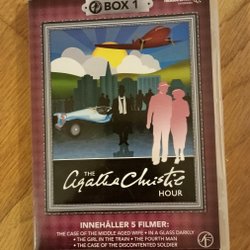 BOX 1
THE
Agatha Christie
HOUR
INNEHÅLLER 5 FILMER:
THE CASE OF THE MIDDLE AGED WIFE • IN A GLASS DARKLY
• THE GIRL IN THE TRAIN • THE FOURTH MAN
• THE CASE OF THE DISCONTENTED SOLDIER